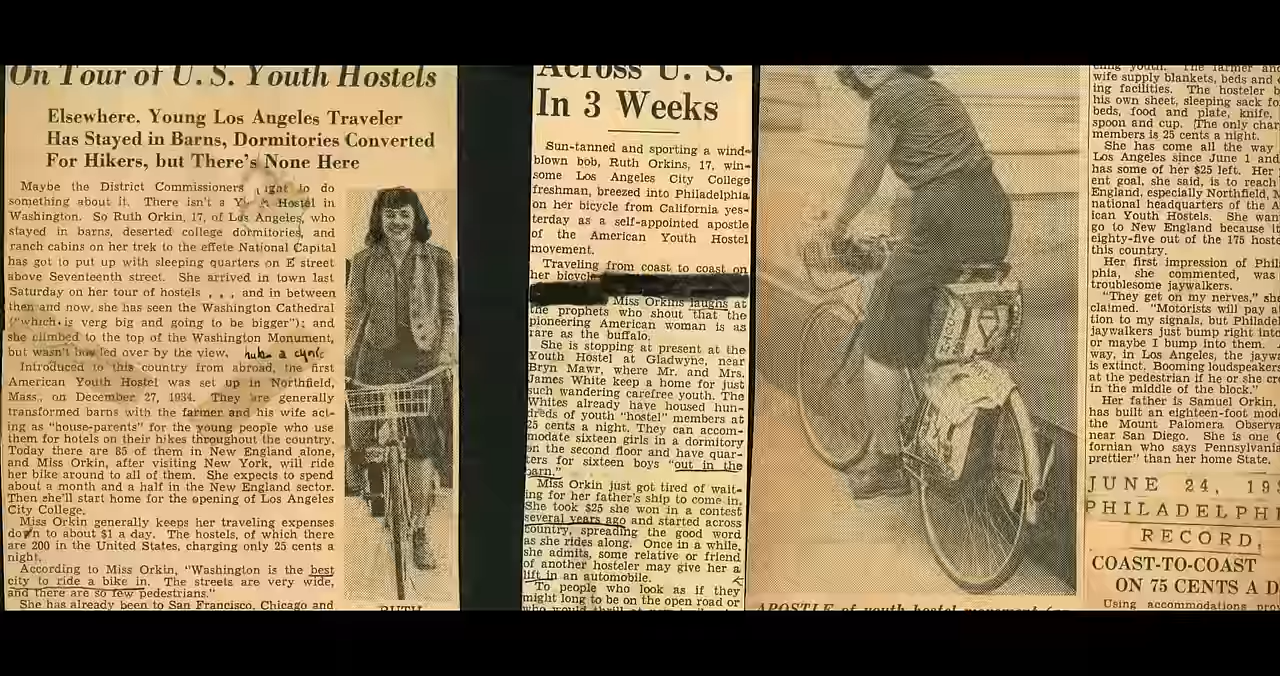 On Tour of U. S. Youth Hostels
Elsewhere. Young Los Angeles Traveler
Has Stayed in Barns, Dormitories Converted
For Hikers, but There's None Here
Maybe the District Commissioners ought to do
something about it. There isn't a Hostel in
Washington. So Ruth Orkin, 17, of Los Angeles, who
stayed in barns, deserted college dormitories, and
ranch cabins on her trek to the effete National Capital
has got to put up with sleeping quarters on E street
above Seventeenth street. She arrived in town last
Saturday on her tour of hostels . . . and in between
then and now, she has seen the Washington Cathedral
("which is verg big and going to be bigger"); and
she climbed to the top of the Washington Monument,
but wasn't bowled over by the view. a cynic
Introduced to this country from abroad, the first
American Youth Hostel was set up in Northfield,
Mass., on December 27, 1934. They are generally
transformed barns with the farmer and his wife act-
ing as "house-parents" for the young people who use
them for hotels on their hikes throughout the country.
Today there are 85 of them in New England alone,
and Miss Orkin, after visiting New York, will ride
her bike around to all of them. She expects to spend
about a month and a half in the New England sector.
Then she'll start home for the opening of Los Angeles
City College.
Miss Orkin generally keeps her traveling expenses
down to about $1 a day. The hostels, of which there
are 200 in the United States, charging only 25 cents a
night.
According to Miss Orkin, "Washington is the best
city to ride a bike in. The streets are very wide,
and there are so few pedestrians."
She has already been to San Francisco, Chicago and
RUTH
Across U. S.
In 3 Weeks
Sun-tanned and sporting a wind-
blown bob, Ruth Orkins, 17, win-
some Los Angeles City College
freshman, breezed into Philadelphia
on her bicycle from California yes-
terday as a self-appointed apostle
of the American Youth Hostel
movement.
Traveling from coast to coast on
her bicycle
Miss Orkins laughs at
the prophets who shout that the
pioneering American woman is as
rare as the buffalo.
She is stopping at present at the
Youth Hostel at Gladwyne, near
Bryn Mawr, where Mr. and Mrs.
James White keep a home for just
such wandering carefree youth. The
Whites already have housed hun-
dreds of youth "hostel" members at
25 cents a night. They can accom-
modate sixteen girls in a dormitory
on the second floor and have quar-
ters for sixteen boys "out in the
barn."
Miss Orkin just got tired of wait-
ing for her father's ship to come in.
She took $25 she won in a contest
several years ago and started across
country, spreading the good word
as she rides along. Once in a while,
she admits, some relative or friend
of another hosteler may give her a
lift in an automobile.
To people who look as if they
might long to be on the open road or
who would thrill
APOSTLE of youth hostel movement
youth. The farmer and
wife supply blankets, beds and
ing facilities. The hosteler b
his own sheet, sleeping sack fo
beds, food and plate, knife,
spoon and cup. The only char
members is 25 cents a night.
She has come all the way
Los Angeles since June 1 and
has some of her $25 left. Her
ent goal, she said, is to reach
England, especially Northfield, M
national headquarters of the A
ican Youth Hostels. She wan
go to New England because it
eighty-five out of the 175 hoste
this country.
Her first impression of Phil
phia, she commented, was
troublesome jaywalkers.
"They get on my nerves," she
claimed. "Motorists will pay a
tion to my signals, but Philadel
jaywalkers just bump right into
or maybe I bump into them. A
way, in Los Angeles, the jayw
is extinct. Booming loudspeakers
at the pedestrian if he or she cr
in the middle of the block."
Her father is Samuel Orkin,
has built an eighteen-foot mod
the Mount Palomera Observa
near San Diego. She is one
fornian who says Pennsylvania
prettier" than her home State.
JUNE 24, 19
PHILADELPHI
RECORD,
COAST-TO-COAST
ON 75 CENTS A D
Using accommodations prov